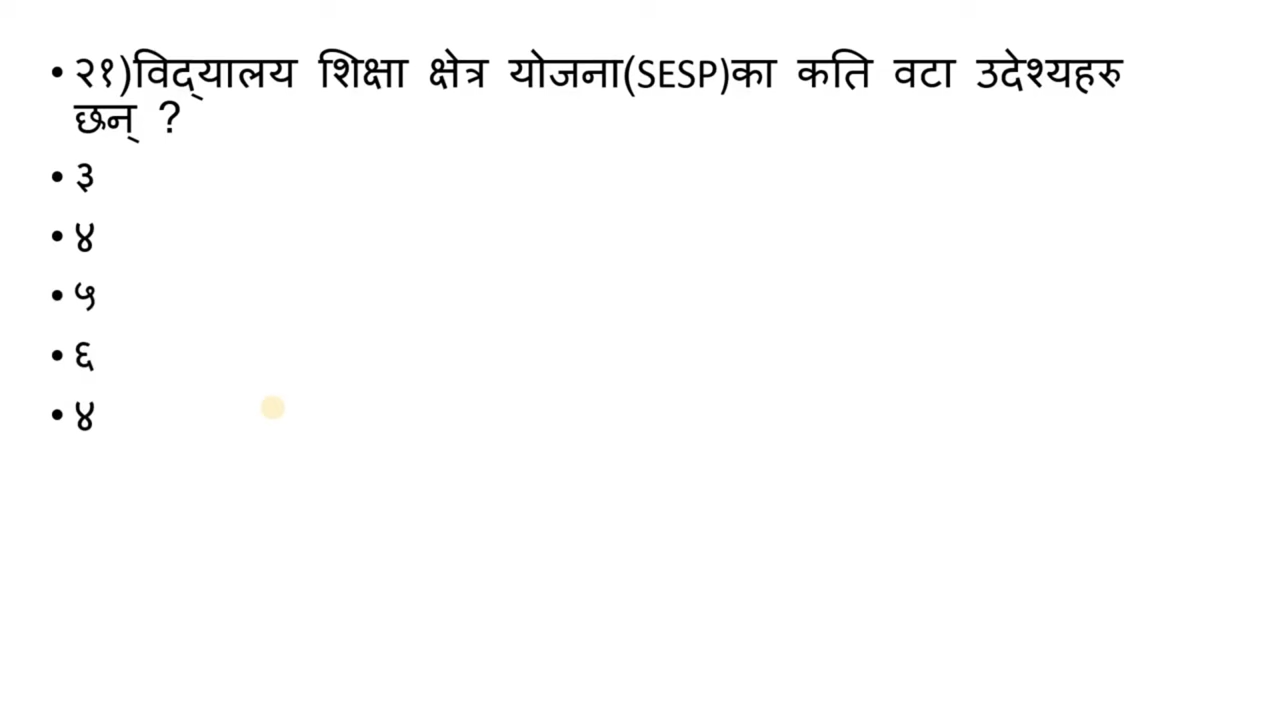 • २१)विद्‌यालय शिक्षा क्षेत्र योजना(SESP)का कति वटा उदेश्यहरु
छन् ?
• ३
• ४
• ५
• ६
• ४